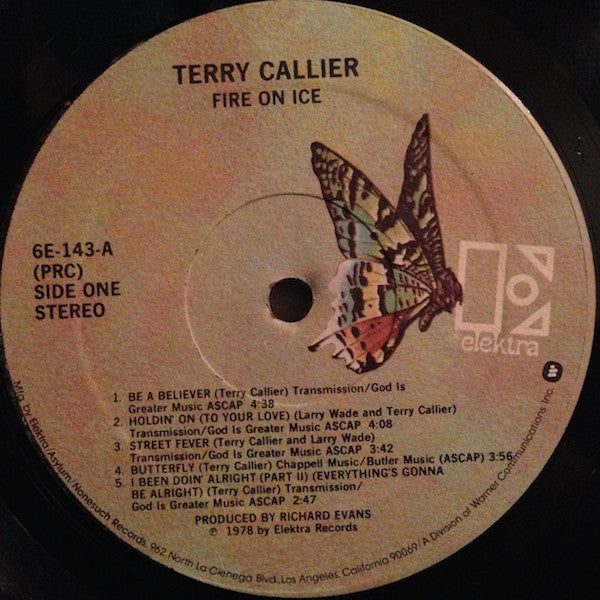 TERRY CALLIER
FIRE ON ICE
6E-143-A
(PRC)
SIDE ONE
STEREO
elektra
1. BE A BELIEVER (Terry Callier) Transmission/God Is
Greater Music ASCAP 4:38
2. HOLDIN' ON (TO YOUR LOVE) (Larry Wade and Terry Callier)
Transmission/God Is Greater Music ASCAP 4:08
3. STREET FEVER (Terry Callier and Larry Wade)
Transmission/God Is Greater Music ASCAP 3:42
4. BUTTERFLY (Terry Callier) Chappell Music/Butler Music (ASCAP) 3:56
5. I BEEN DOIN' ALRIGHT (PART II) (EVERYTHING'S GONNA
BE ALRIGHT) (Terry Callier) Transmission/
God Is Greater Music ASCAP 2:47
PRODUCED BY RICHARD EVANS
℗ 1978 by Elektra Records
Mfg. by Elektra/Asylum/Nonesuch Records, 962 North La Cienega Blvd., Los Angeles, California 90069/A Division of Warner Communications Inc.